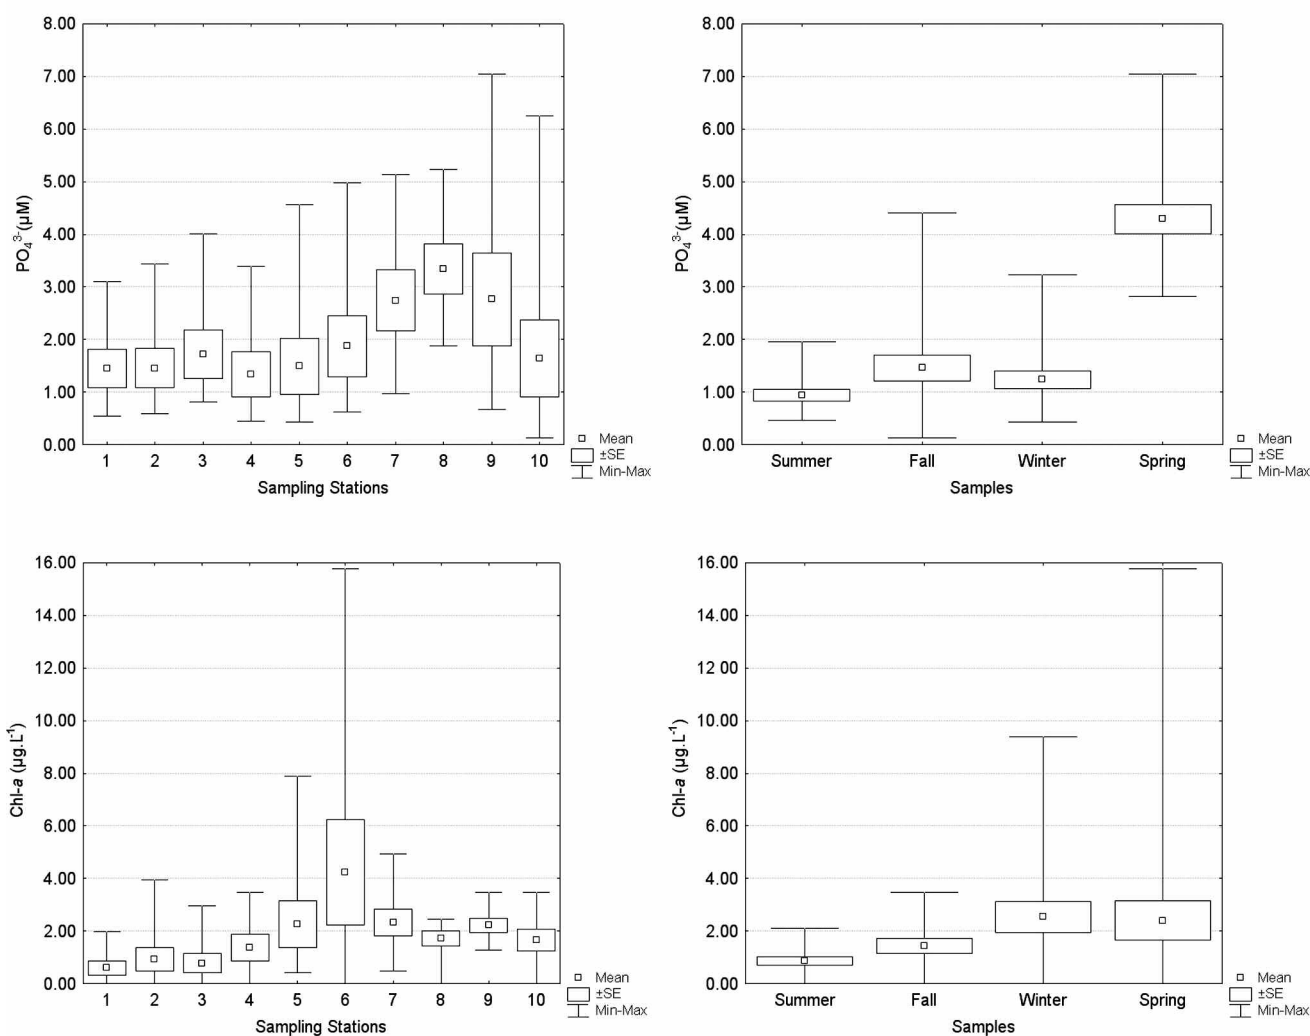 8.00
7.00
6.00
5.00
4.00
3.00
2.00
1.00
0.00
PO₄³⁻(µM)
1 2 3 4 5 6 7 8 9 10
Sampling Stations
Mean
±SE
Min-Max
8.00
7.00
6.00
5.00
4.00
3.00
2.00
1.00
0.00
PO₄³⁻(µM)
Summer Fall Winter Spring
Samples
Mean
±SE
Min-Max
16.00
14.00
12.00
10.00
8.00
6.00
4.00
2.00
0.00
Chl-a (µg.L⁻¹)
1 2 3 4 5 6 7 8 9 10
Sampling Stations
Mean
±SE
Min-Max
16.00
14.00
12.00
10.00
8.00
6.00
4.00
2.00
0.00
Chl-a (µg.L⁻¹)
Summer Fall Winter Spring
Samples
Mean
±SE
Min-Max